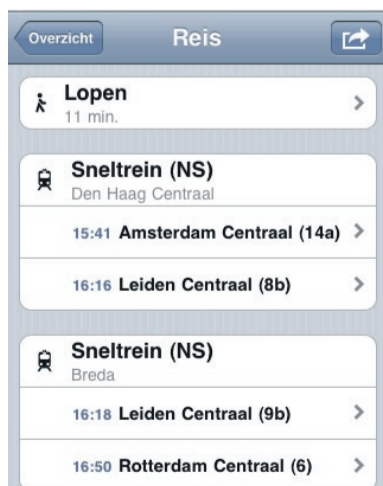 Overzicht
Reis
Lopen
11 min.
Sneltrein (NS)
Den Haag Centraal
15:41 Amsterdam Centraal (14a)
16:16 Leiden Centraal (8b)
Sneltrein (NS)
Breda
16:18 Leiden Centraal (9b)
16:50 Rotterdam Centraal (6)